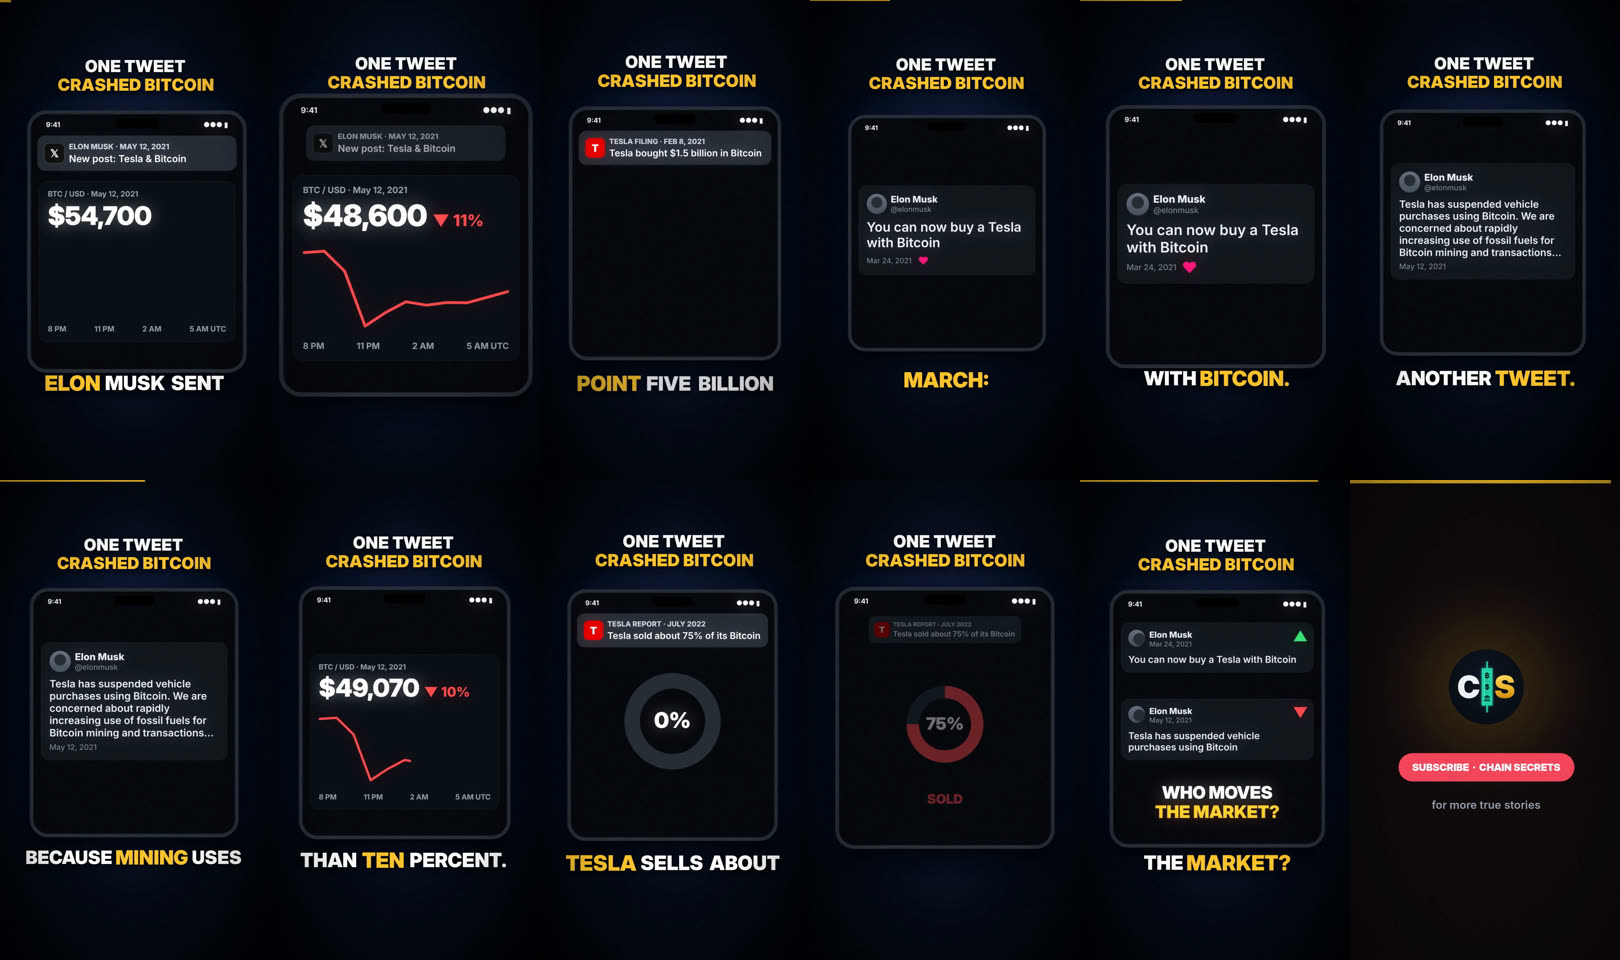 ONE TWEET
CRASHED BITCOIN
9:41
ELON MUSK · MAY 12, 2021
New post: Tesla & Bitcoin
BTC / USD · May 12, 2021
$54,700
8 PM 11 PM 2 AM 5 AM UTC
ELON MUSK SENT
ONE TWEET
CRASHED BITCOIN
9:41
ELON MUSK · MAY 12, 2021
New post: Tesla & Bitcoin
BTC / USD · May 12, 2021
$48,600 ▼ 11%
8 PM 11 PM 2 AM 5 AM UTC
ONE TWEET
CRASHED BITCOIN
9:41
T
TESLA FILING · FEB 8, 2021
Tesla bought $1.5 billion in Bitcoin
POINT FIVE BILLION
ONE TWEET
CRASHED BITCOIN
9:41
Elon Musk
@elonmusk
You can now buy a Tesla
with Bitcoin
Mar 24, 2021
MARCH:
ONE TWEET
CRASHED BITCOIN
9:41
Elon Musk
@elonmusk
You can now buy a Tesla
with Bitcoin
Mar 24, 2021
WITH BITCOIN.
ONE TWEET
CRASHED BITCOIN
9:41
Elon Musk
@elonmusk
Tesla has suspended vehicle
purchases using Bitcoin. We are
concerned about rapidly
increasing use of fossil fuels for
Bitcoin mining and transactions...
May 12, 2021
ANOTHER TWEET.
ONE TWEET
CRASHED BITCOIN
9:41
Elon Musk
@elonmusk
Tesla has suspended vehicle
purchases using Bitcoin. We are
concerned about rapidly
increasing use of fossil fuels for
Bitcoin mining and transactions...
May 12, 2021
BECAUSE MINING USES
ONE TWEET
CRASHED BITCOIN
9:41
BTC / USD · May 12, 2021
$49,070 ▼ 10%
8 PM 11 PM 2 AM 5 AM UTC
THAN TEN PERCENT.
ONE TWEET
CRASHED BITCOIN
9:41
T
TESLA REPORT · JULY 2022
Tesla sold about 75% of its Bitcoin
0%
TESLA SELLS ABOUT
ONE TWEET
CRASHED BITCOIN
9:41
T
TESLA REPORT · JULY 2022
Tesla sold about 75% of its Bitcoin
75%
SOLD
ONE TWEET
CRASHED BITCOIN
9:41
Elon Musk
Mar 24, 2021
You can now buy a Tesla with Bitcoin
Elon Musk
May 12, 2021
Tesla has suspended vehicle
purchases using Bitcoin
WHO MOVES
THE MARKET?
THE MARKET?
C S
SUBSCRIBE · CHAIN SECRETS
for more true stories